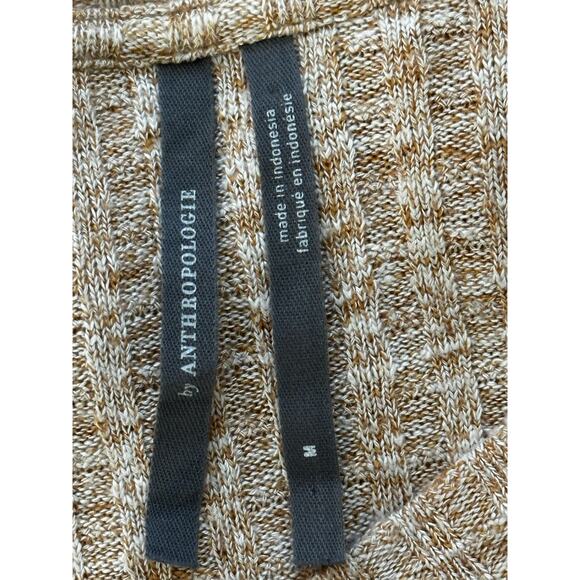 by ANTHROPOLOGIE
made in indonesia
fabriqué en indonésie
M